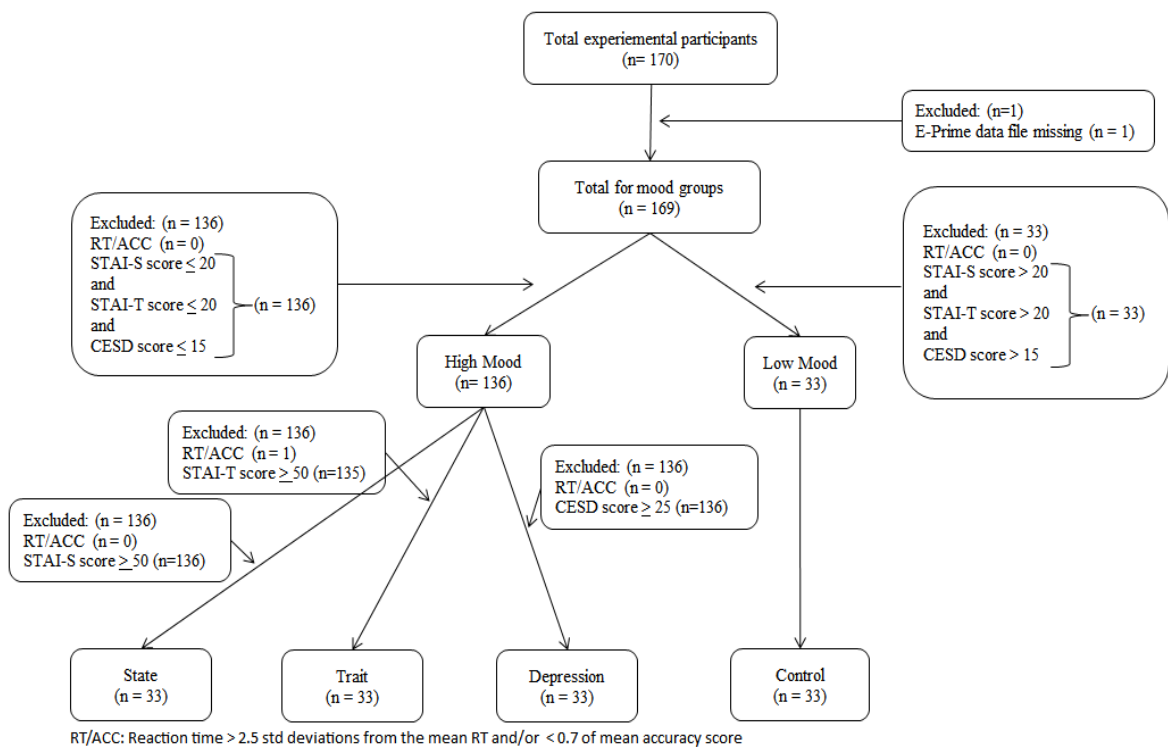 Total experiemental participants
(n= 170)
Excluded: (n=1)
E-Prime data file missing (n = 1)
Total for mood groups
(n = 169)
Excluded: (n = 136)
RT/ACC (n = 0)
STAI-S score ≤ 20
and
STAI-T score ≤ 20
and
CESD score ≤ 15
(n = 136)
Excluded: (n = 33)
RT/ACC (n = 0)
STAI-S score > 20
and
STAI-T score > 20
and
CESD score > 15
(n = 33)
High Mood
(n= 136)
Low Mood
(n = 33)
Excluded: (n = 136)
RT/ACC (n = 1)
STAI-T score ≥ 50 (n=135)
Excluded: (n = 136)
RT/ACC (n = 0)
CESD score ≥ 25 (n=136)
Excluded: (n = 136)
RT/ACC (n = 0)
STAI-S score ≥ 50 (n=136)
State
(n = 33)
Trait
(n = 33)
Depression
(n = 33)
Control
(n = 33)
RT/ACC: Reaction time > 2.5 std deviations from the mean RT and/or < 0.7 of mean accuracy score